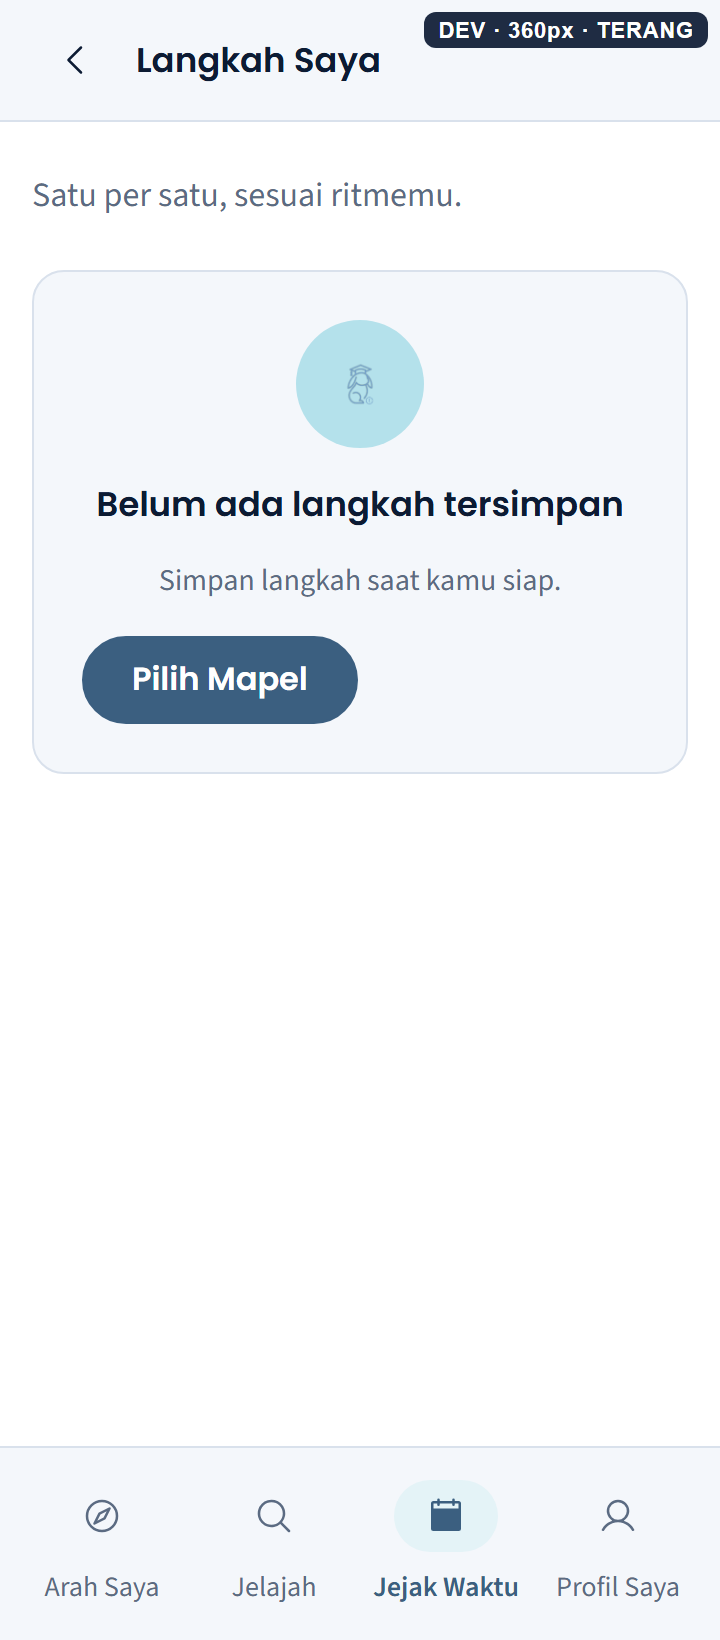 DEV · 360px · TERANG
Langkah Saya
Satu per satu, sesuai ritmemu.
Belum ada langkah tersimpan
Simpan langkah saat kamu siap.
Pilih Mapel
Arah Saya
Jelajah
Jejak Waktu
Profil Saya